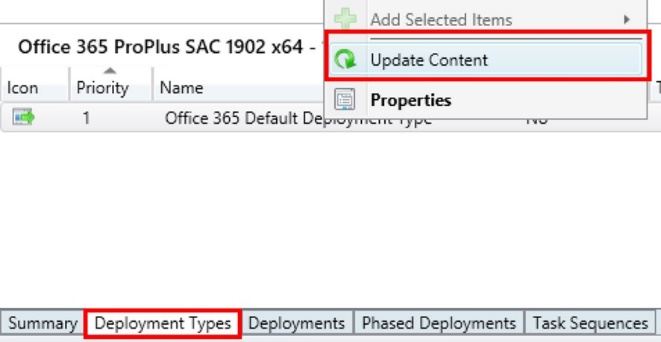 Add Selected Items
Office 365 ProPlus SAC 1902 x64 -
Update Content
Icon Priority Name
Properties
1 Office 365 Default Deployment Type No
Summary Deployment Types Deployments Phased Deployments Task Sequences